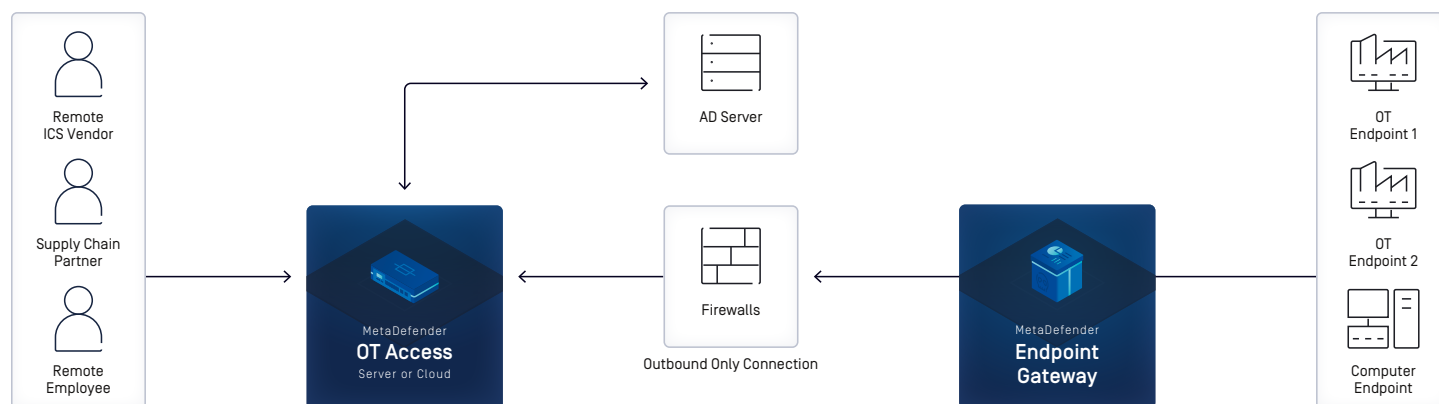 Remote
ICS Vendor
Supply Chain
Partner
Remote
Employee
MetaDefender
OT Access
Server or Cloud
AD Server
Firewalls
Outbound Only Connection
MetaDefender
Endpoint
Gateway
OT
Endpoint 1
OT
Endpoint 2
Computer
Endpoint